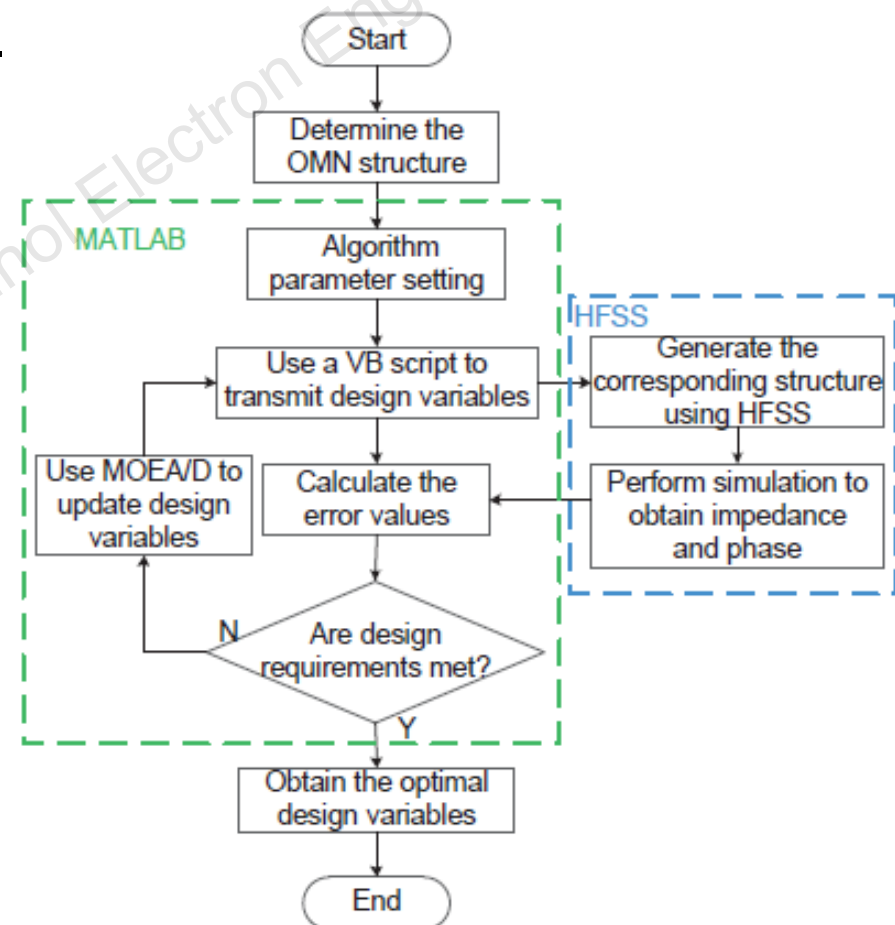 Start
Determine the
OMN structure
MATLAB
Algorithm
parameter setting
HFSS
Use a VB script to
transmit design variables
Generate the
corresponding structure
using HFSS
Use MOEA/D to
update design
variables
Calculate the
error values
Perform simulation to
obtain impedance
and phase
N
Are design
requirements met?
Y
Obtain the optimal
design variables
End
Electron Eng